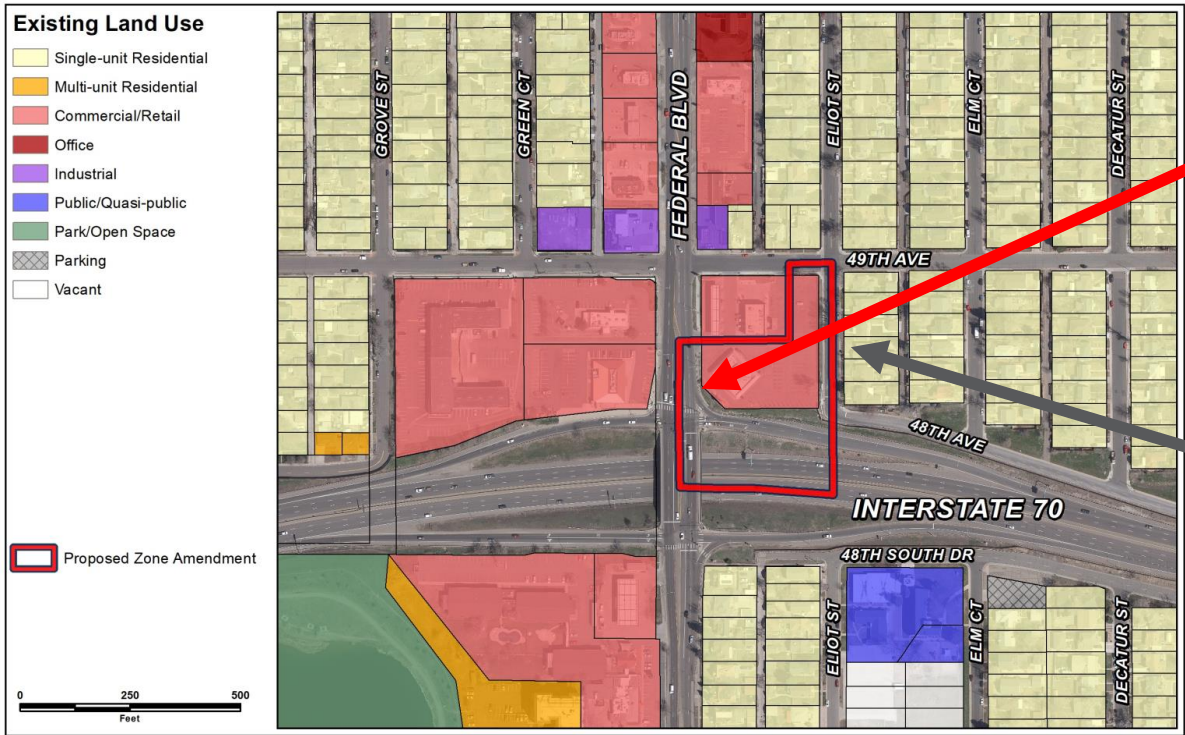 Existing Land Use
Single-unit Residential
Multi-unit Residential
Commercial/Retail
Office
Industrial
Public/Quasi-public
Park/Open Space
Parking
Vacant
Proposed Zone Amendment
0 250 500
Feet
GROVE ST
GREEN CT
FEDERAL BLVD
ELIOT ST
ELM CT
DECATUR ST
49TH AVE
48TH AVE
INTERSTATE 70
48TH SOUTH DR
ELIOT ST
ELM CT
DECATUR ST